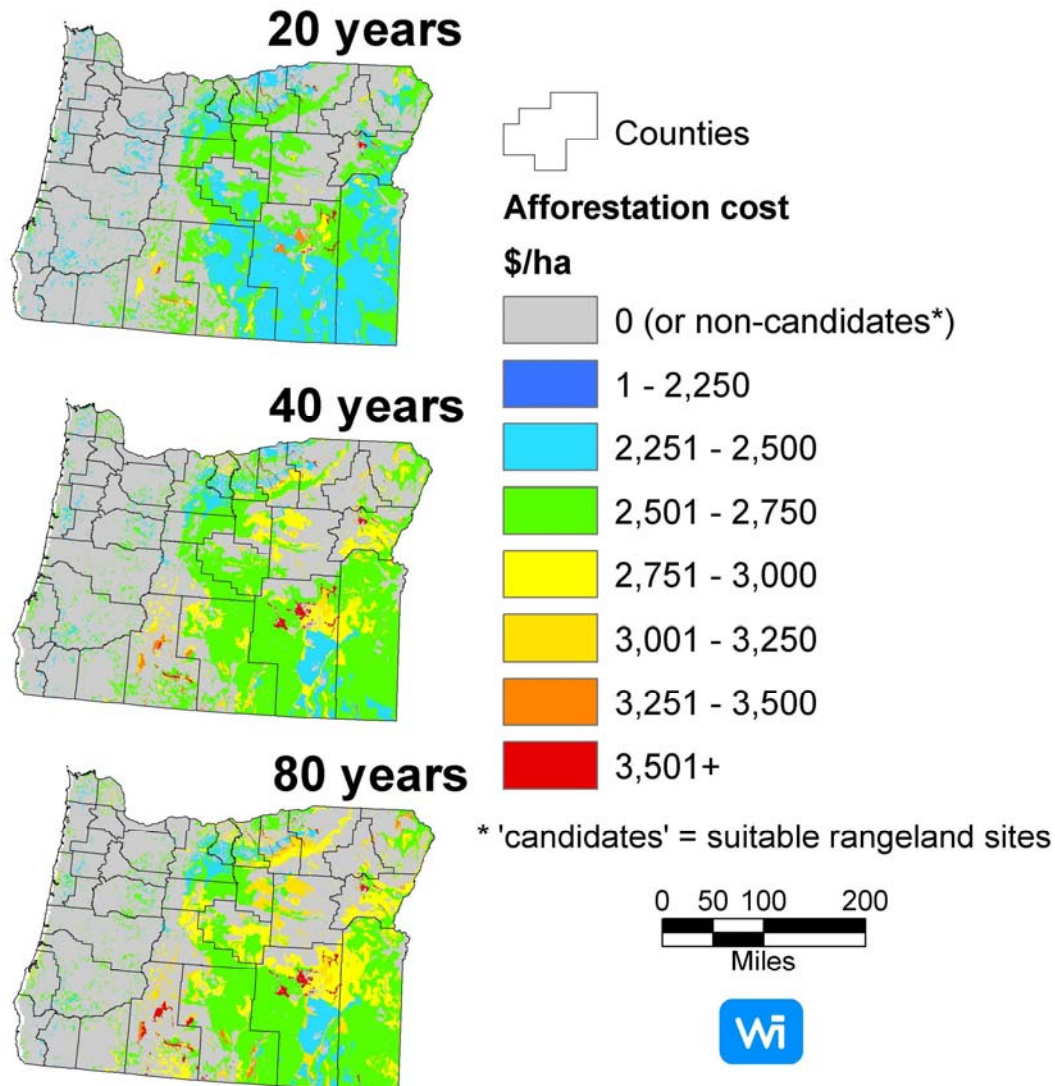 20 years
40 years
80 years
Counties
Afforestation cost
$/ha
0 (or non-candidates*)
1 - 2,250
2,251 - 2,500
2,501 - 2,750
2,751 - 3,000
3,001 - 3,250
3,251 - 3,500
3,501+
* 'candidates' = suitable rangeland sites
0 50 100 200
Miles
Wi